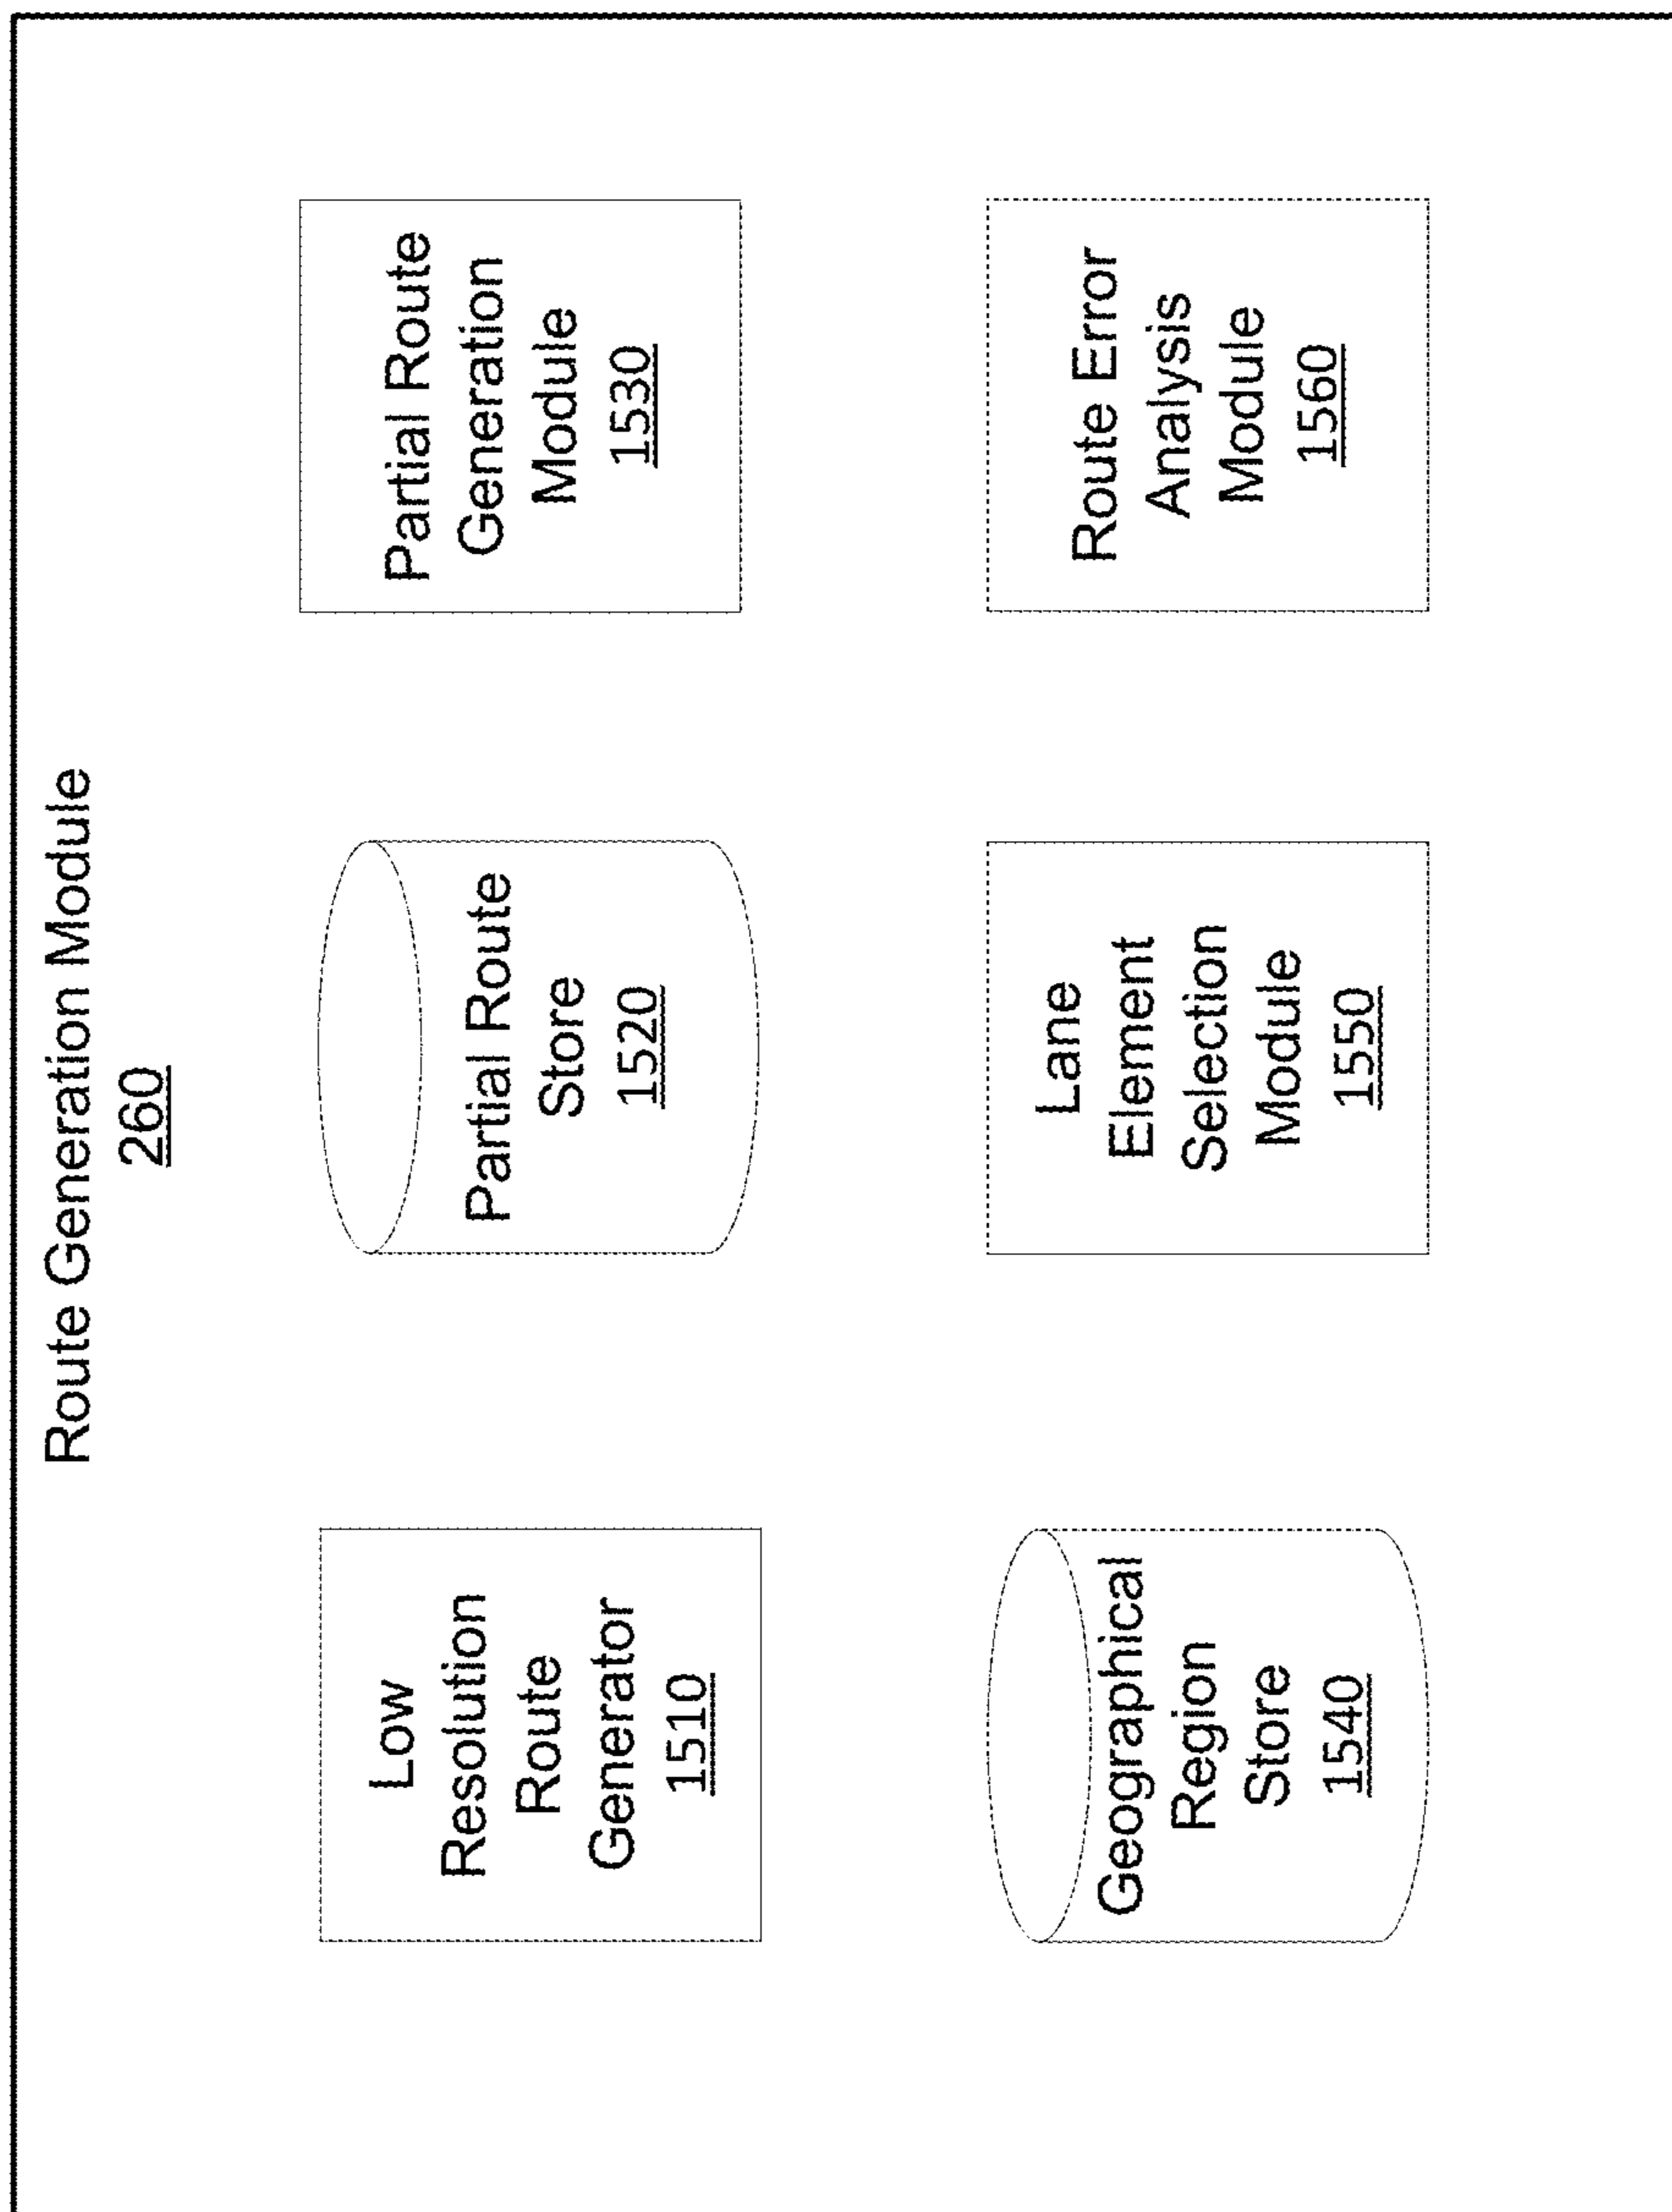 Route Generation Module
260
Low
Resolution
Route
Generator
1510
Partial Route
Store
1520
Partial Route
Generation
Module
1530
Geographical
Region
Store
1540
Lane
Element
Selection
Module
1550
Route Error
Analysis
Module
1560